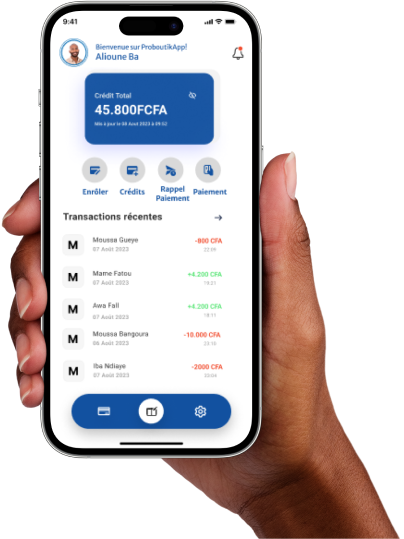 9:41
Bienvenue sur ProboutikApp!
Alioune Ba
Crédit Total
45.800FCFA
Mis à jour le 08 Août 2023 à 09:02
Enrôler
Crédits
Rappel
Paiement
Paiement
Transactions récentes
M
Moussa Gueye
-800 CFA
07 Août 2023
22:09
M
Mame Fatou
+4.200 CFA
07 Août 2023
19:21
M
Awa Fall
+4.200 CFA
07 Août 2023
18:11
M
Moussa Bangoura
-10.000 CFA
06 Août 2023
23:10
M
Iba Ndiaye
-2000 CFA
07 Août 2023
22:04